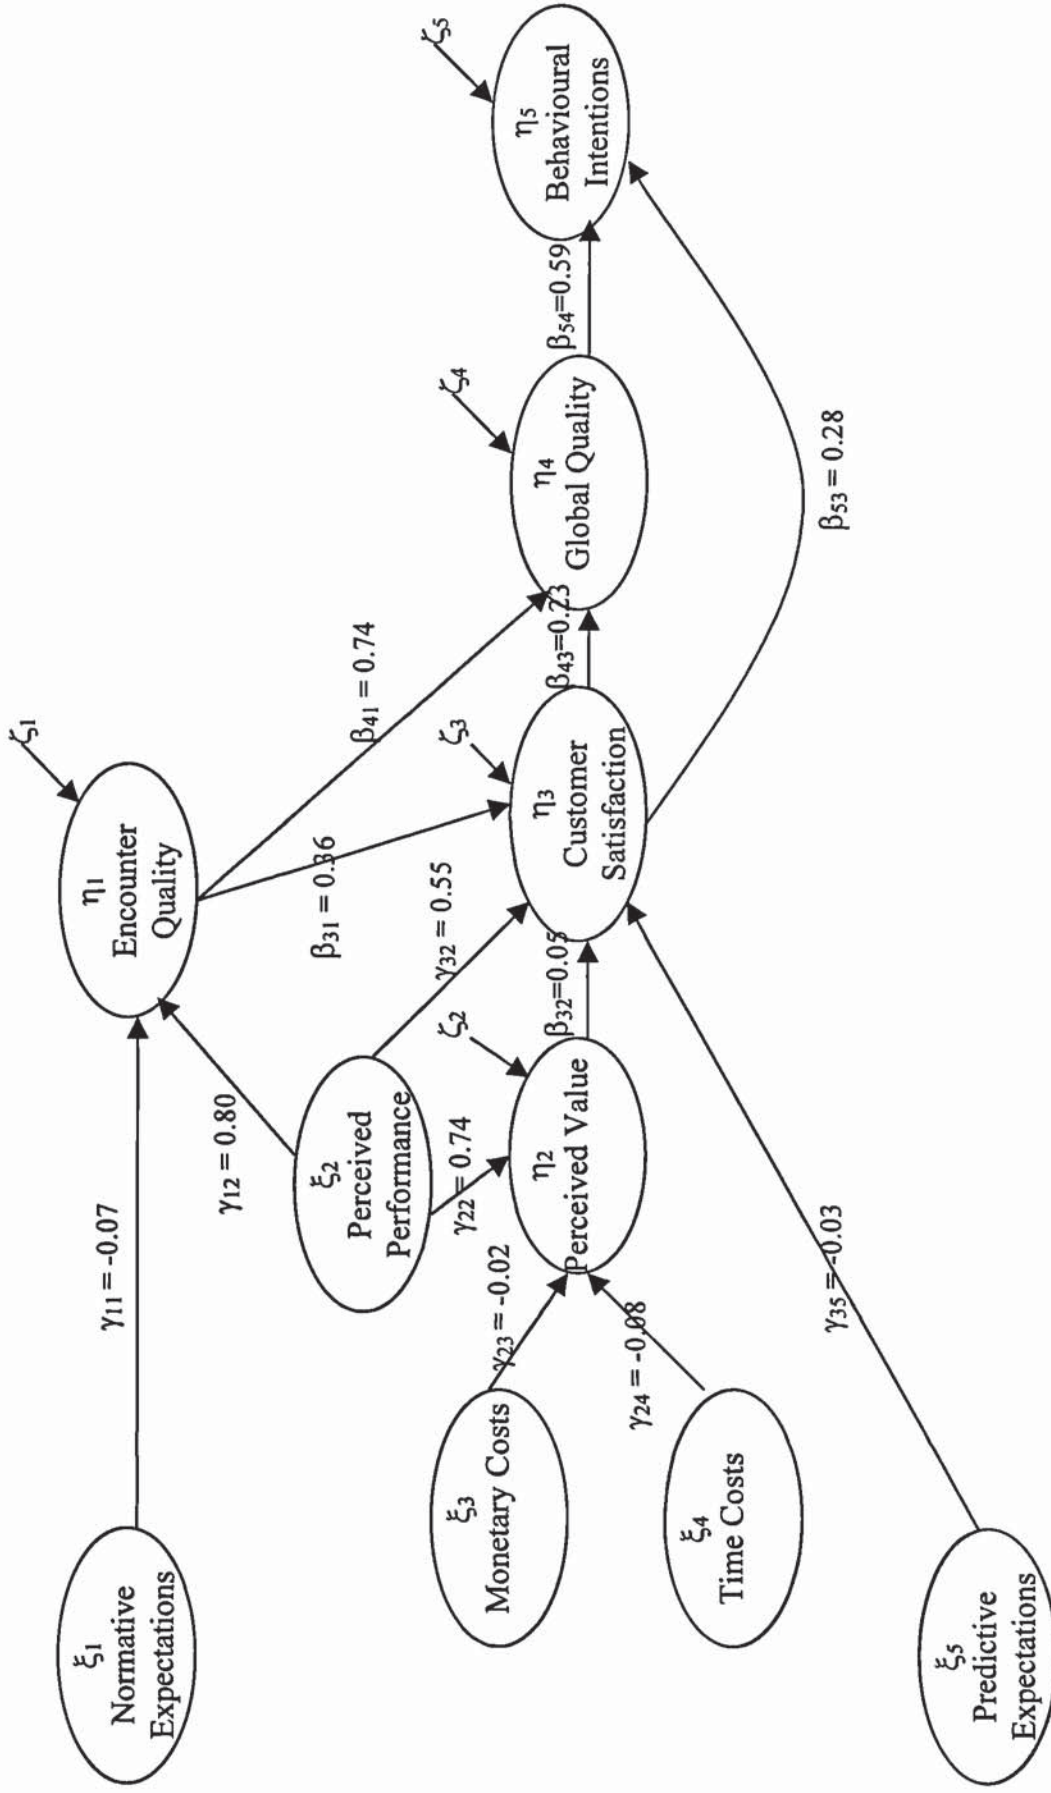 ζ1
η1
Encounter
Quality
γ11 = -0.07
ξ1
Normative
Expectations
γ12 = 0.80
β41 = 0.74
β31 = 0.36
ξ2
Perceived
Performance
γ32 = 0.55
γ22 = 0.74
ζ2
ζ3
ζ4
ζ5
ξ3
Monetary Costs
γ23 = -0.02
η2
Perceived Value
β32=0.05
η3
Customer
Satisfaction
β43=0.23
η4
Global Quality
β54=0.59
η5
Behavioural
Intentions
γ24 = -0.08
ξ4
Time Costs
β53 = 0.28
γ35 = -0.03
ξ5
Predictive
Expectations